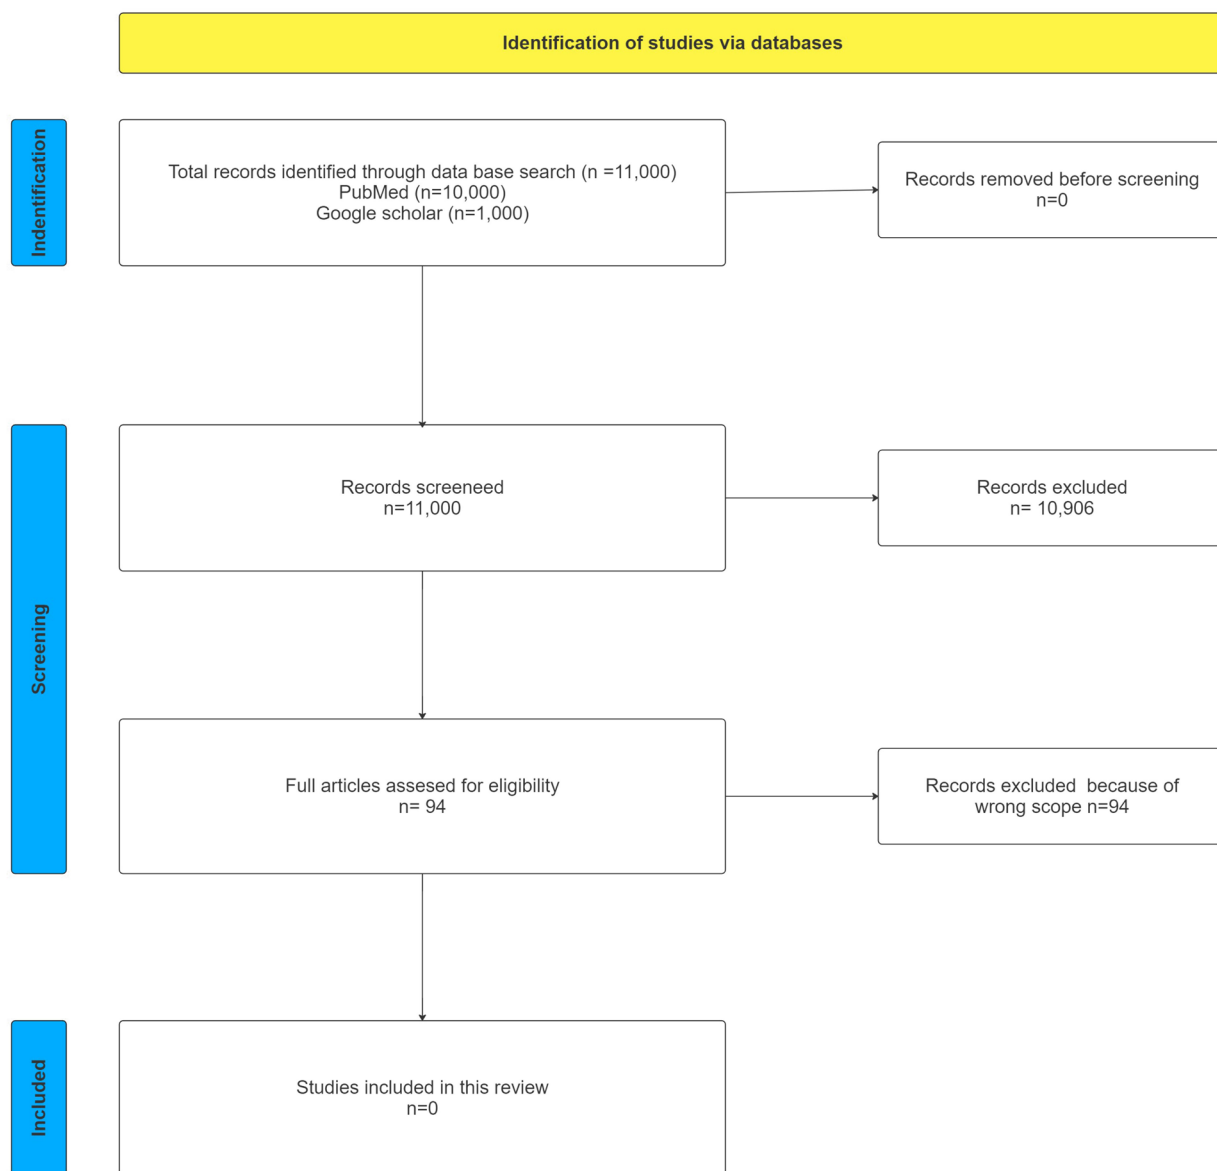 Identification of studies via databases
Indentification
Total records identified through data base search (n =11,000)
PubMed (n=10,000)
Google scholar (n=1,000)
Records removed before screening
n=0
Screening
Records screeneed
n=11,000
Records excluded
n= 10,906
Full articles assesed for eligibility
n= 94
Records excluded  because of
wrong scope n=94
Included
Studies included in this review
n=0